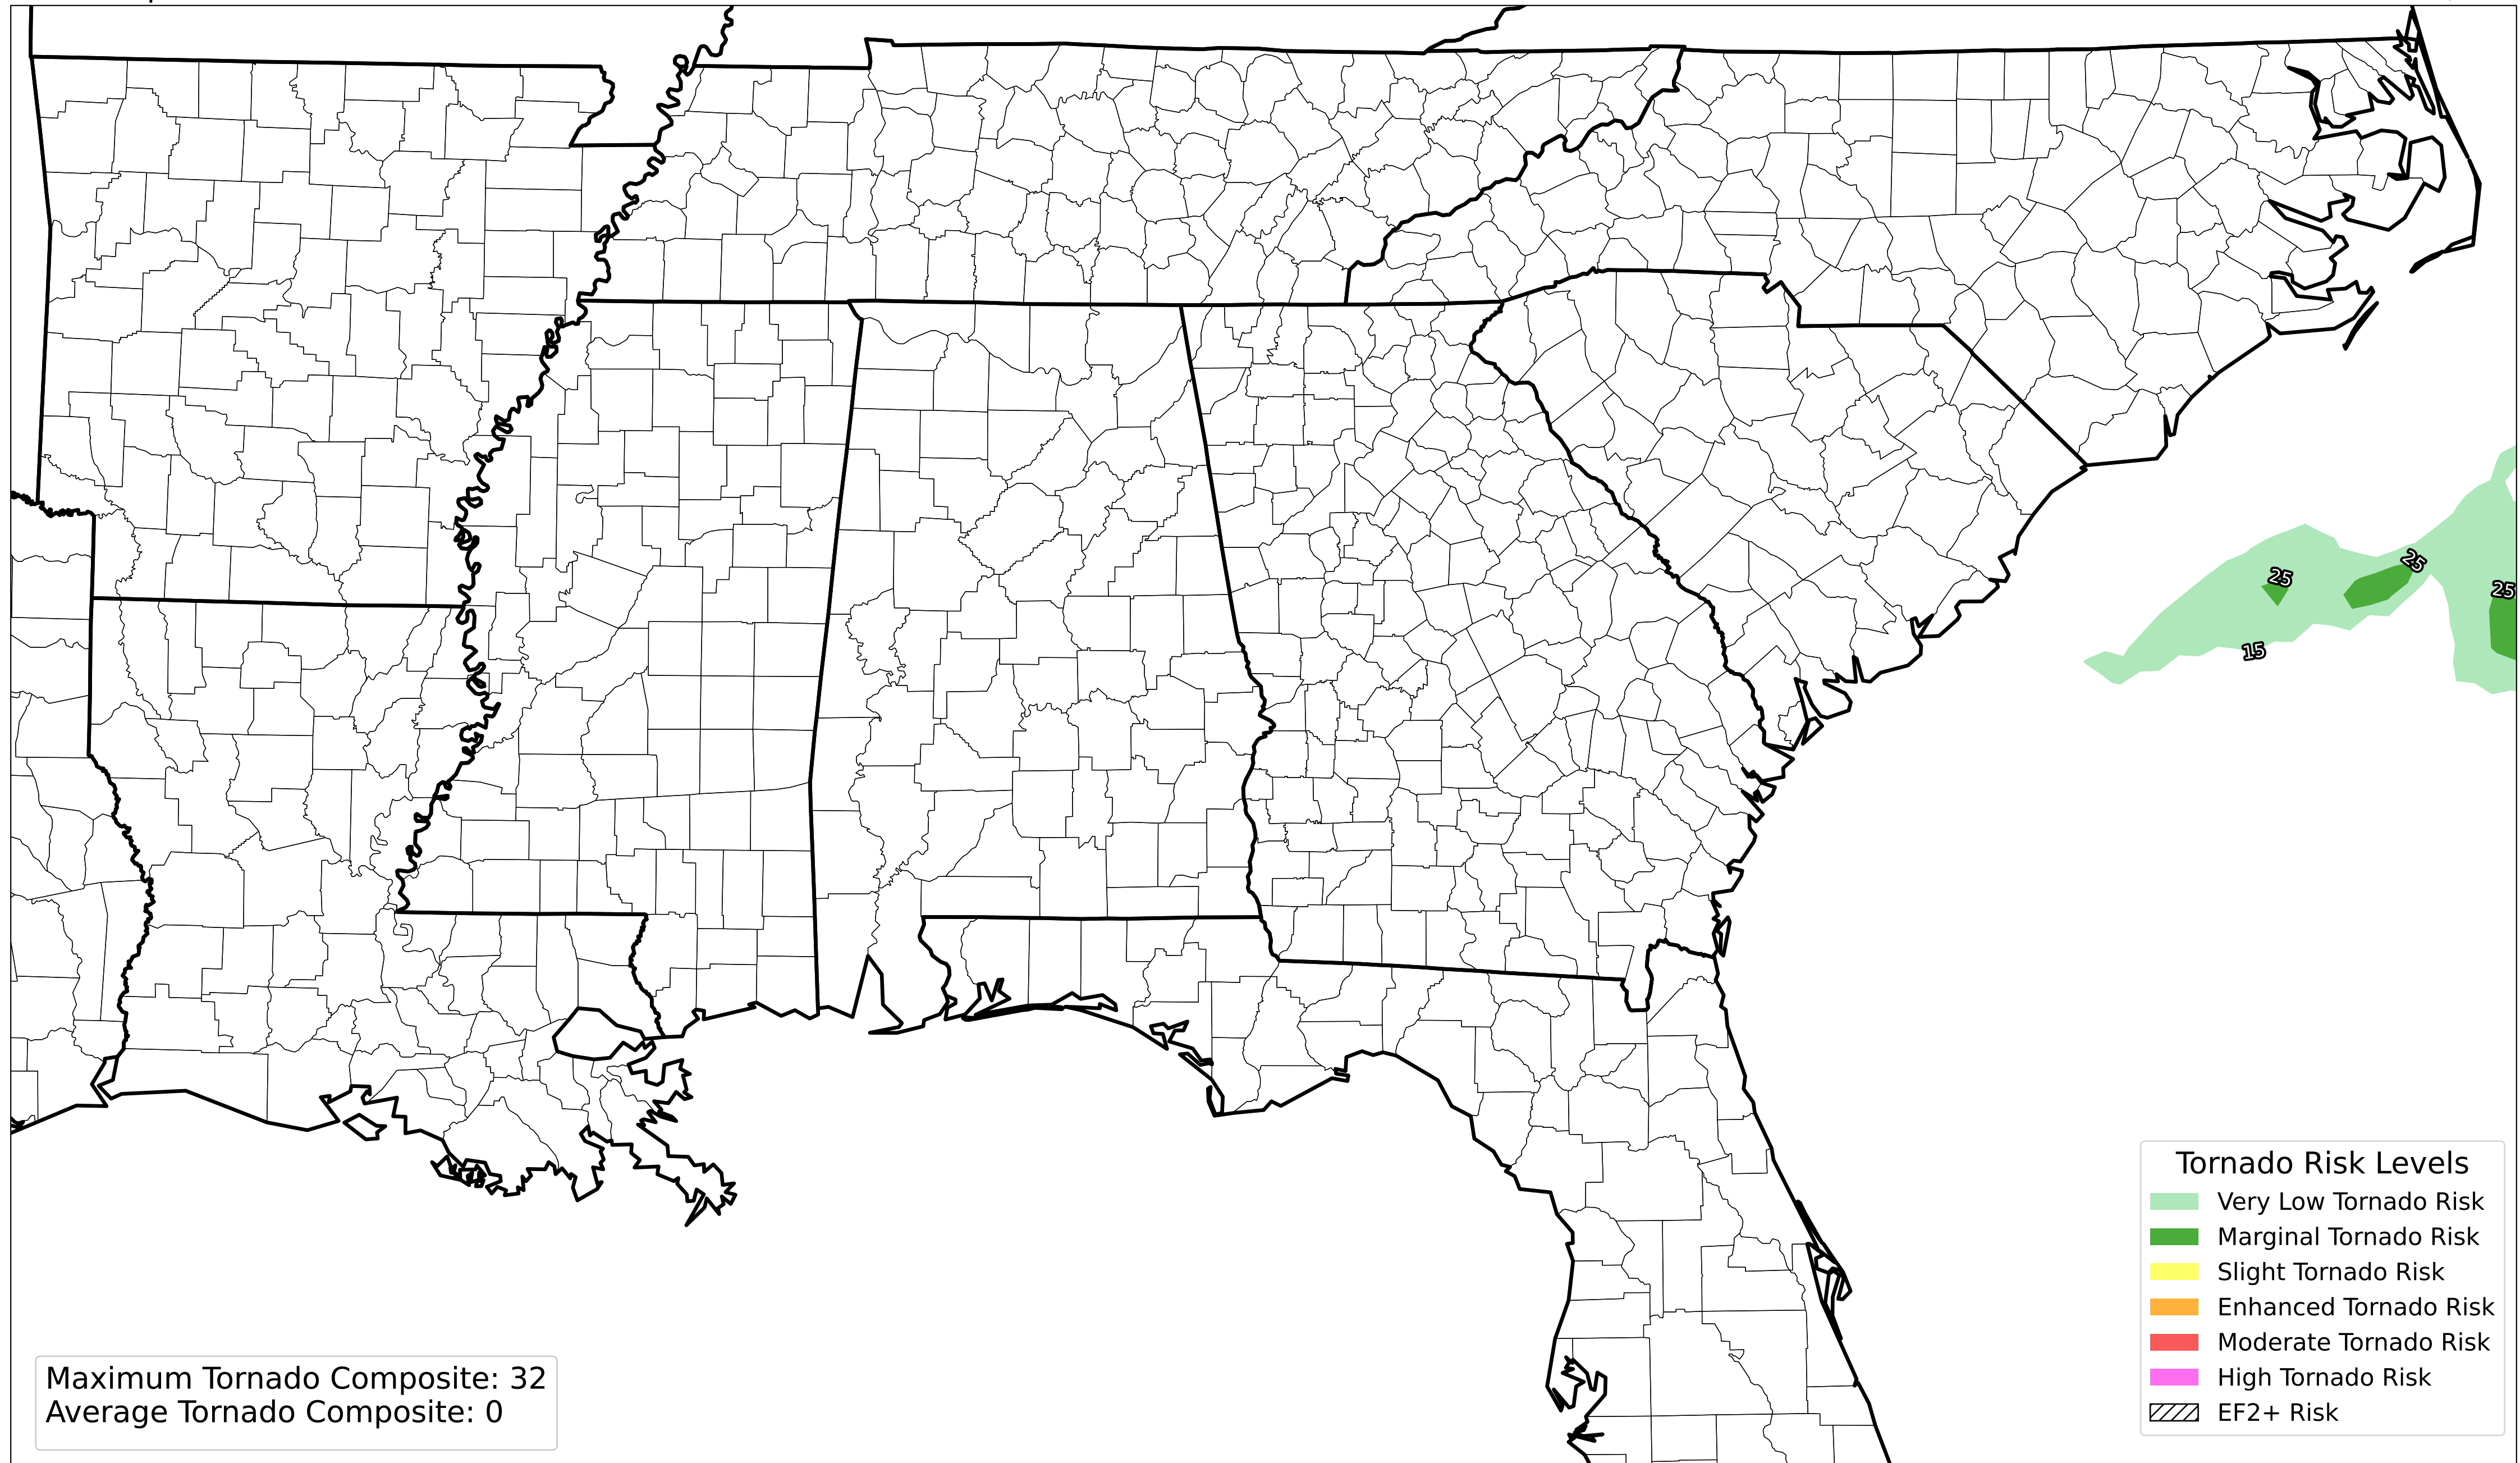 25
25
25
15
Tornado Risk Levels
Very Low Tornado Risk
Marginal Tornado Risk
Slight Tornado Risk
Enhanced Tornado Risk
Moderate Tornado Risk
High Tornado Risk
EF2+ Risk
Maximum Tornado Composite: 32
Average Tornado Composite: 0